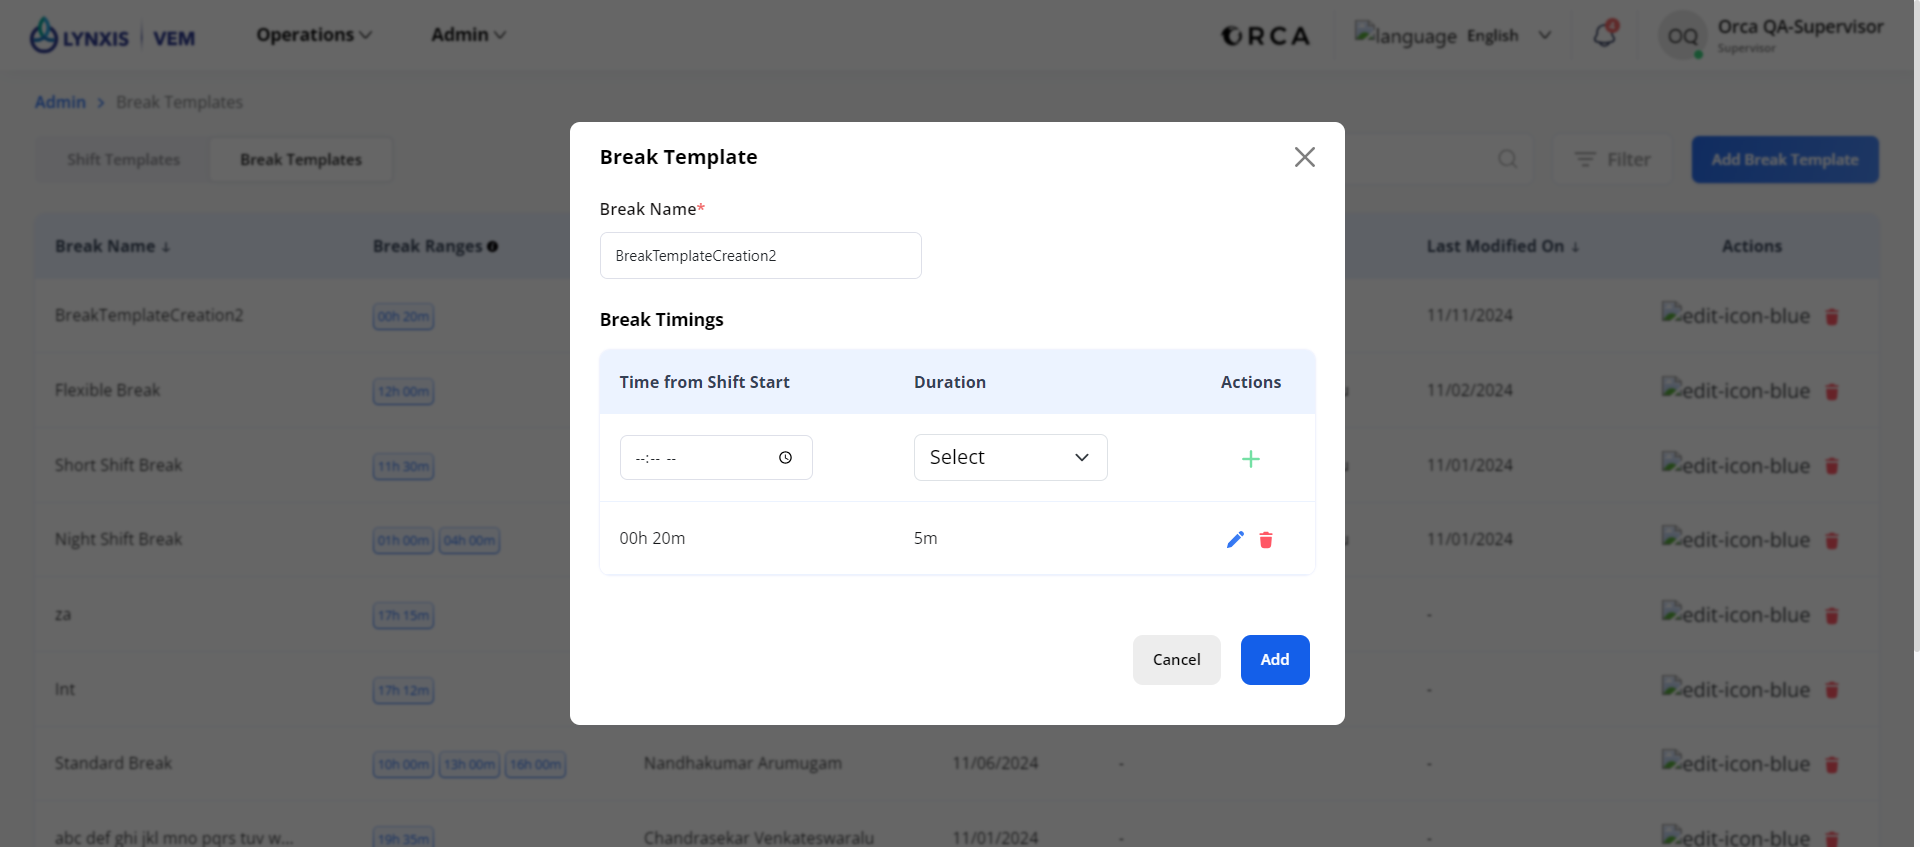 LYNXIS | VEM Operations Admin ORCA language English 4 OQ Orca QA-Supervisor
Supervisor
Admin > Break Templates
Shift Templates Break Templates Filter Add Break Template
Break Template
Break Name*
BreakTemplateCreation2
Break Timings
Time from Shift Start Duration Actions
--:-- -- Select
00h 20m 5m
Cancel Add
Break Name ↓ Break Ranges Last Modified On ↓ Actions
BreakTemplateCreation2 00h 20m 11/11/2024 edit-icon-blue
Flexible Break 12h 00m 11/02/2024 edit-icon-blue
Short Shift Break 11h 30m 11/01/2024 edit-icon-blue
Night Shift Break 01h 00m 04h 00m 11/01/2024 edit-icon-blue
za 17h 15m - edit-icon-blue
Int 17h 12m - edit-icon-blue
Standard Break 10h 00m 13h 00m 16h 00m Nandhakumar Arumugam 11/06/2024 - - edit-icon-blue
abc def ghi jkl mno pqrs tuv w... 19h 35m Chandrasekar Venkateswaralu 11/01/2024 - - edit-icon-blue